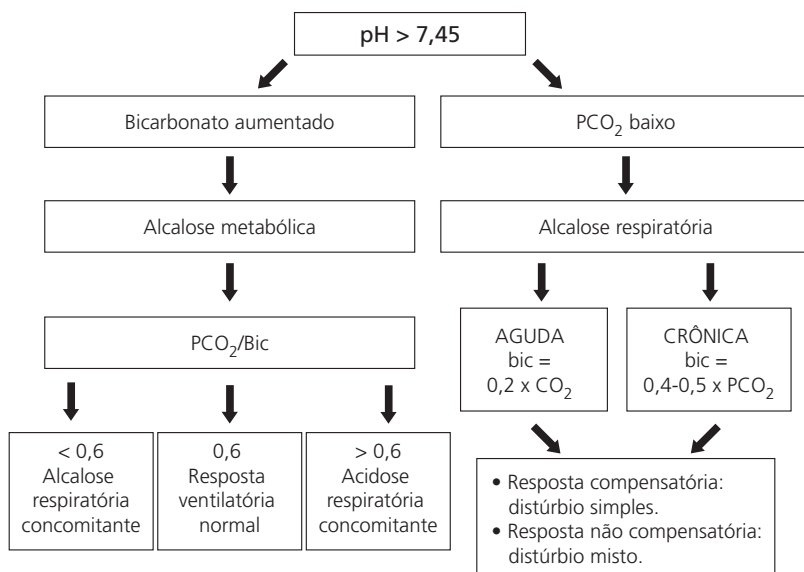 pH > 7,45
Bicarbonato aumentado
PCO₂ baixo
Alcalose metabólica
Alcalose respiratória
PCO₂/Bic
AGUDA
bic =
0,2 x CO₂
CRÔNICA
bic =
0,4-0,5 x PCO₂
< 0,6
Alcalose
respiratória
concomitante
0,6
Resposta
ventilatória
normal
> 0,6
Acidose
respiratória
concomitante
• Resposta compensatória:
distúrbio simples.
• Resposta não compensatória:
distúrbio misto.